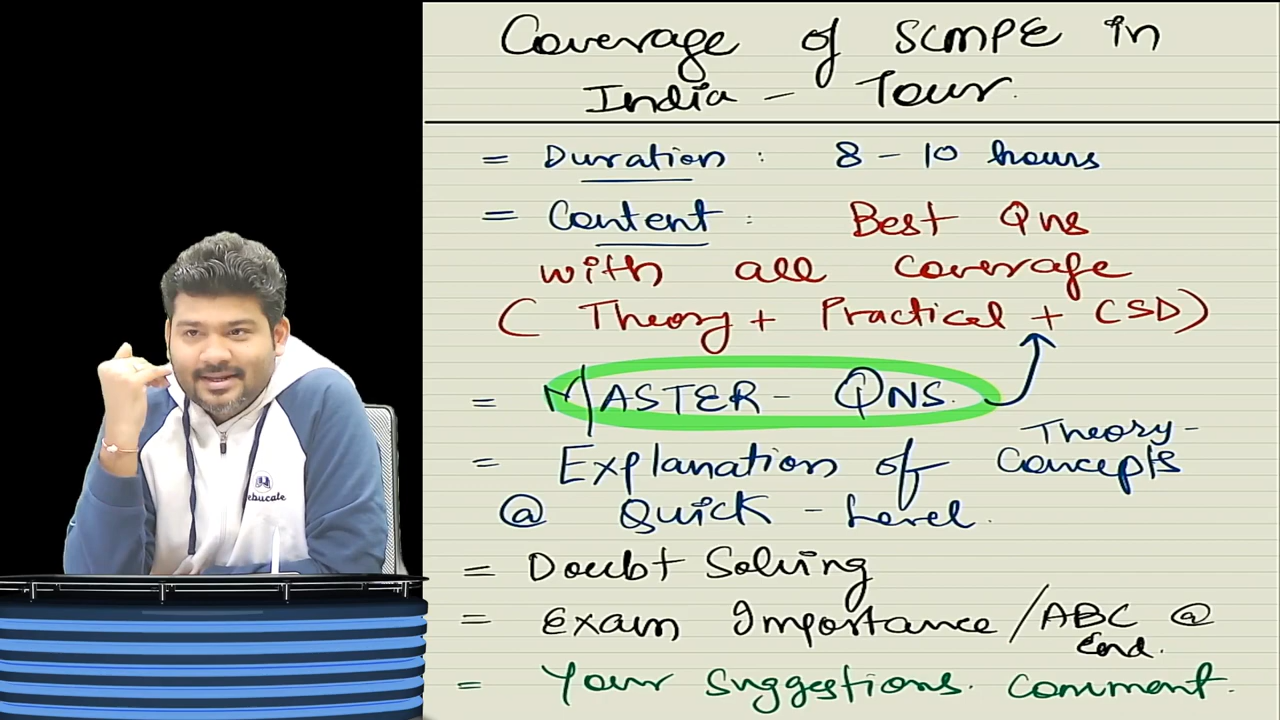 Coverage of SCMPE in
India - Tour.
= Duration : 8 - 10 hours
= Content : Best Qns
with all coverage
( Theory + Practical + CSD)
= MASTER - QNS.
Theory -
= Explanation of Concepts
@ Quick - Level.
= Doubt Solving
= Exam Importance / ABC @
End.
= Your Suggestions. Comment.
ebucate